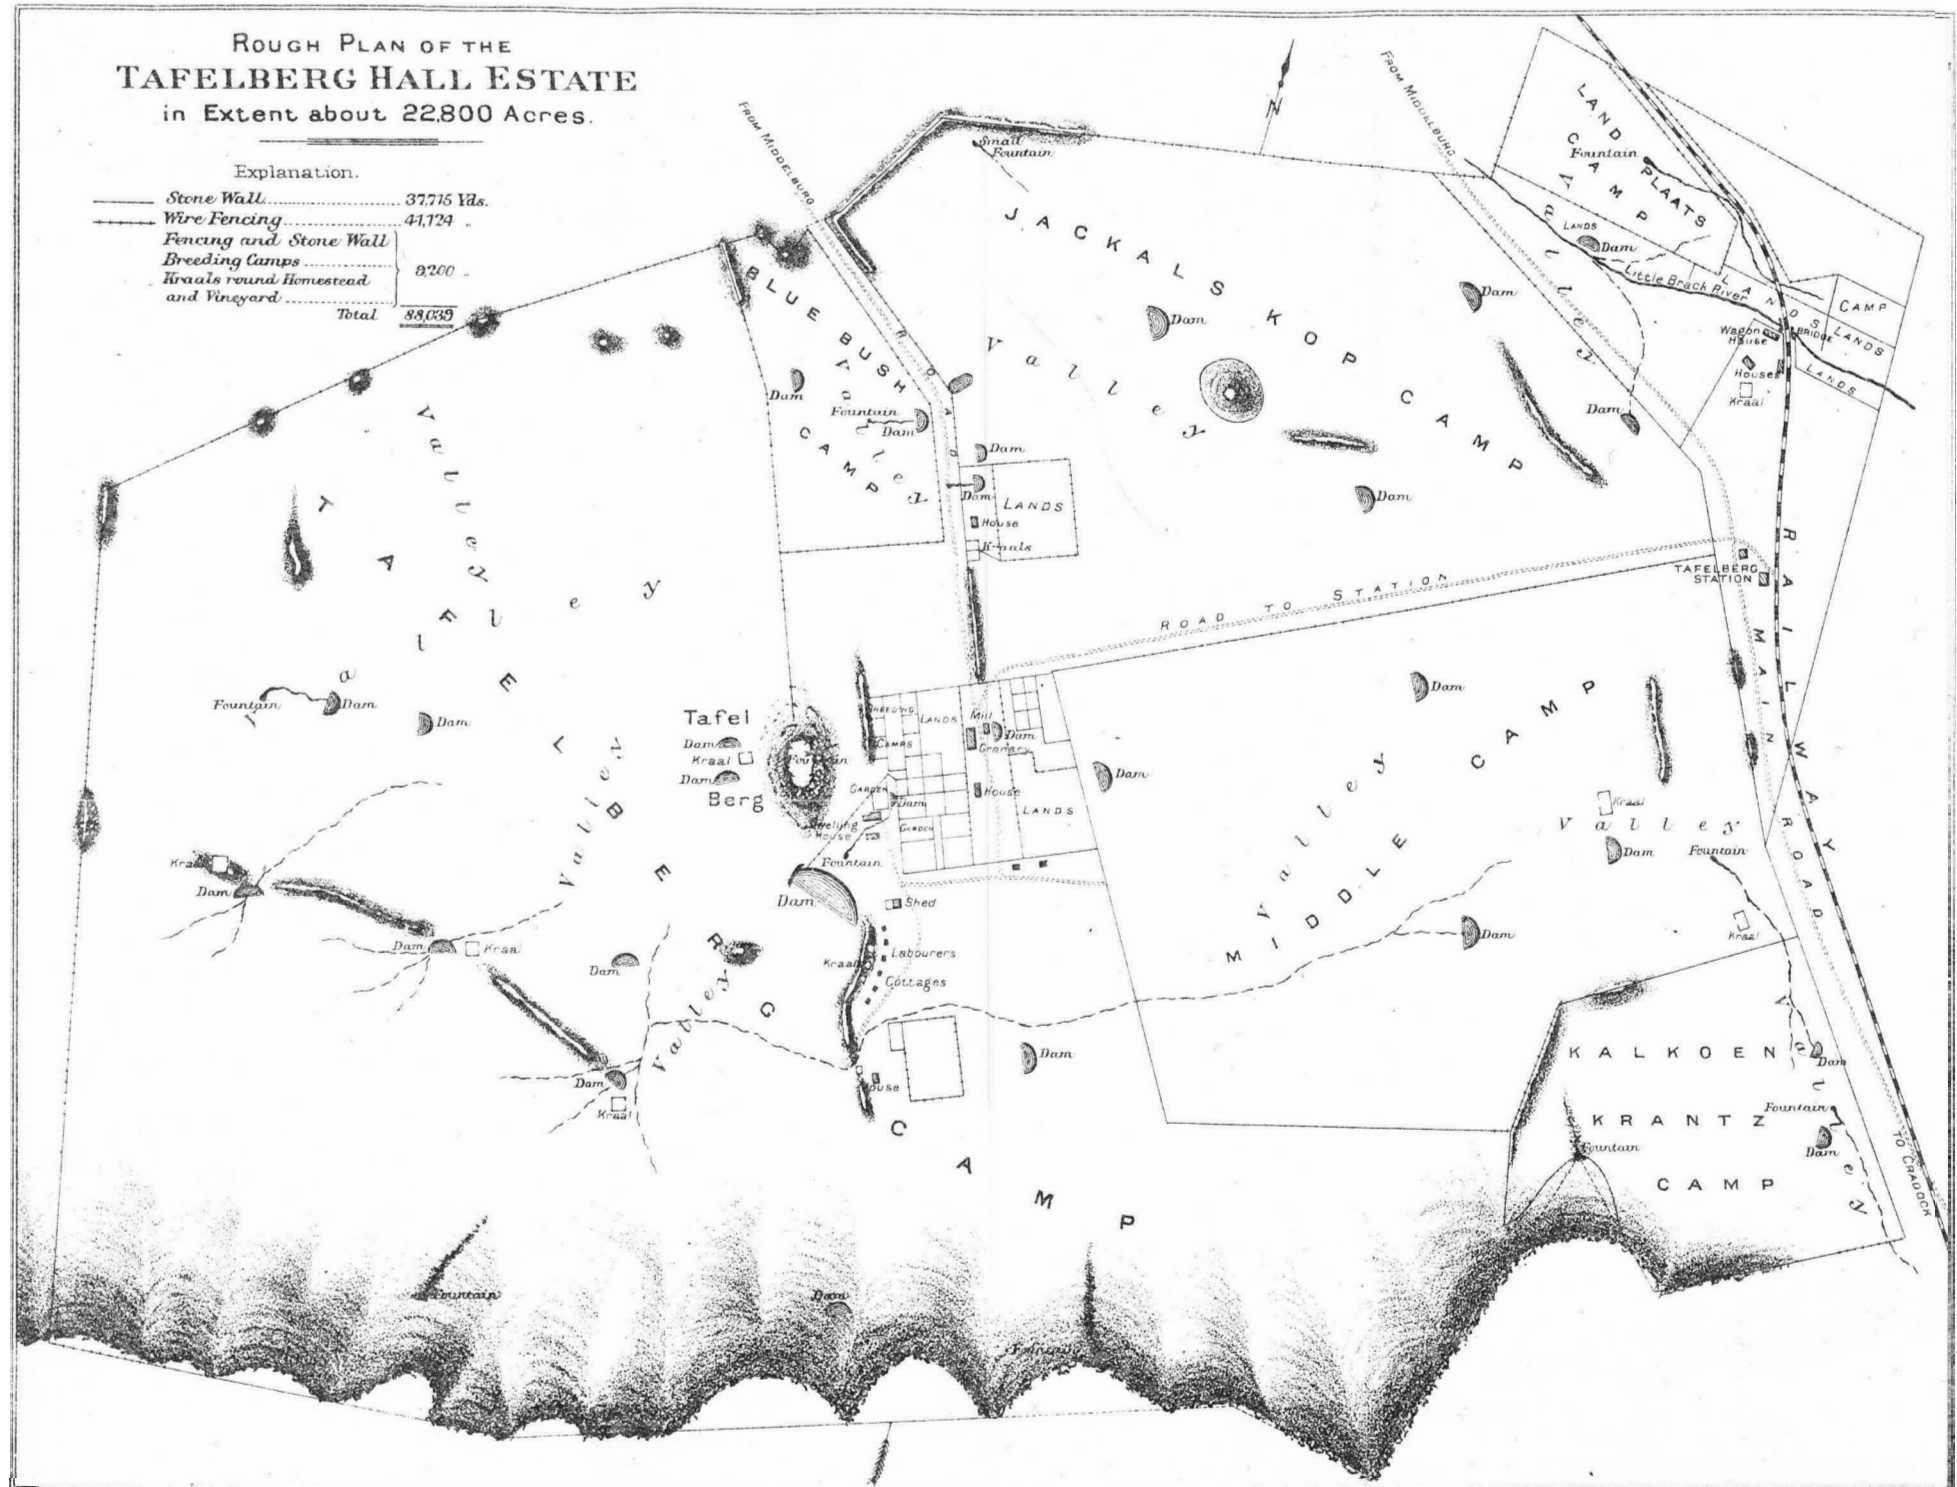 ROUGH PLAN OF THE
TAFELBERG HALL ESTATE
in Extent about 22,800 Acres.
Explanation.
Stone Wall 37,715 Yds.
Wire Fencing 41,124 "
Fencing and Stone Wall
Breeding Camps
Kraals round Homestead
and Vineyard
9,200 "
Total 88,039
N
FROM MIDDELBURG
FROM MIDDELBURG
Small
Fountain
LAND PLAATS
CAMP
Fountain
Valley
LANDS
Dam
Little Brach River
LANDS
CAMP
LANDS
LANDS
Wagon
House
BRIDGE
Houses
Kraal
Dam
JACKALS KOP CAMP
Valley
Dam
Dam
Dam
BLUE BUSH
CAMP
Valley
ROAD
Dam
Fountain
Dam
Dam
Dam
LANDS
House
Kraals
ROAD TO STATION
TAFELBERG
STATION
RAILWAY
MAIN ROAD
TO CRADOCK
TAFELBERG CAMP
Valley
Valley
Fountain
Dam
Dam
Tafel
Berg
Dam
Kraal
Dam
Fountain
BREEDING
CAMPS
LANDS
Mill
Dam
Granary
GARDEN
Dam
House
GARDEN
LANDS
Dwelling
House
Fountain
Dam
Shed
Labourers
Cottages
Kraal
House
Dam
Dam
MIDDLE CAMP
Valley
Dam
Dam
Valley
Kraal
Dam
Fountain
Kraal
Valley
Kraal
Dam
Dam
Kraal
Dam
Valley
Dam
Kraal
KALKOEN
KRANTZ
CAMP
Valley
Dam
Fountain
Dam
Fountain
Fountain
Dam
Fountain